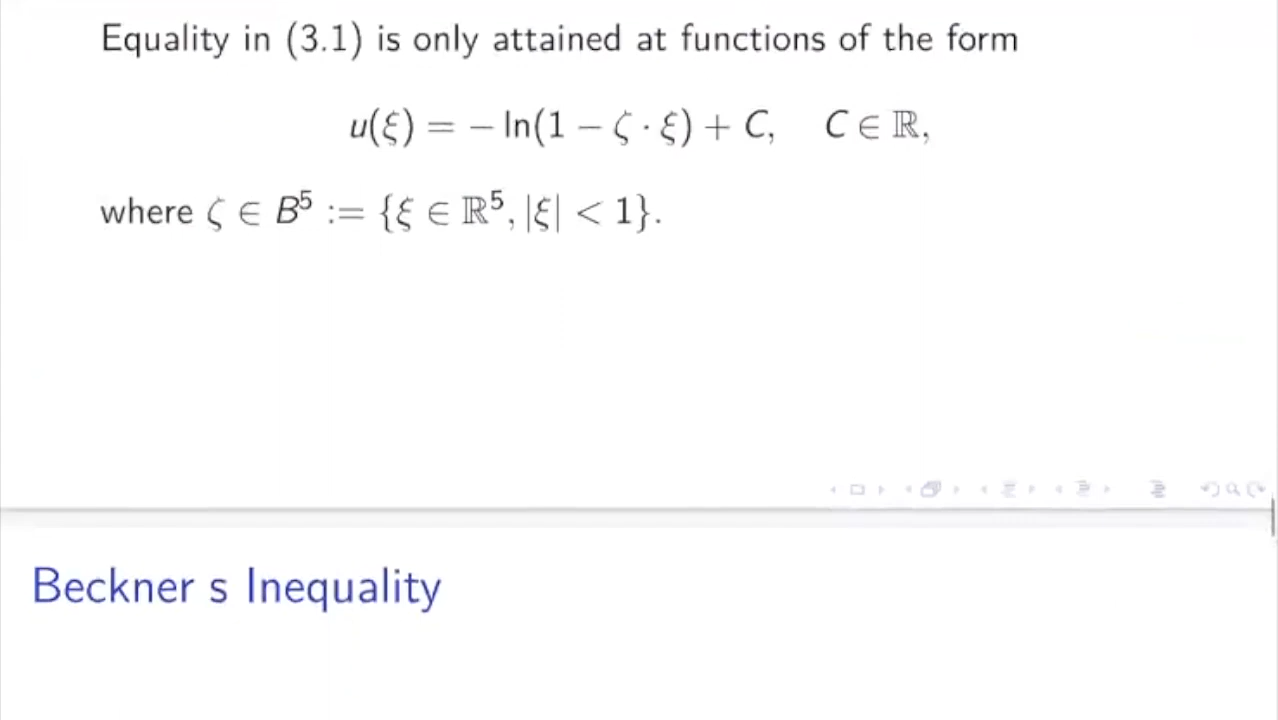 Equality in (3.1) is only attained at functions of the form
u(ξ) = − ln(1 − ζ · ξ) + C, C ∈ ℝ,
where ζ ∈ B⁵ := {ξ ∈ ℝ⁵, |ξ| < 1}.
Beckner s Inequality